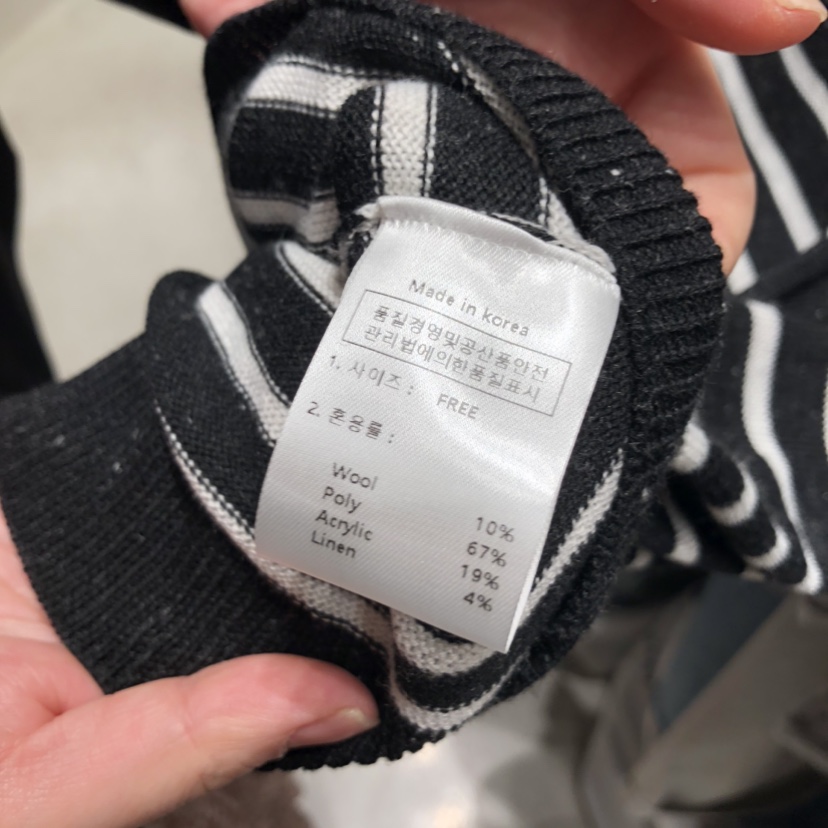 Made in korea
품질경영및공산품안전
관리법에의한품질표시
1. 사이즈 : FREE
2. 혼용률 :
Wool 10%
Poly 67%
Acrylic 19%
Linen 4%